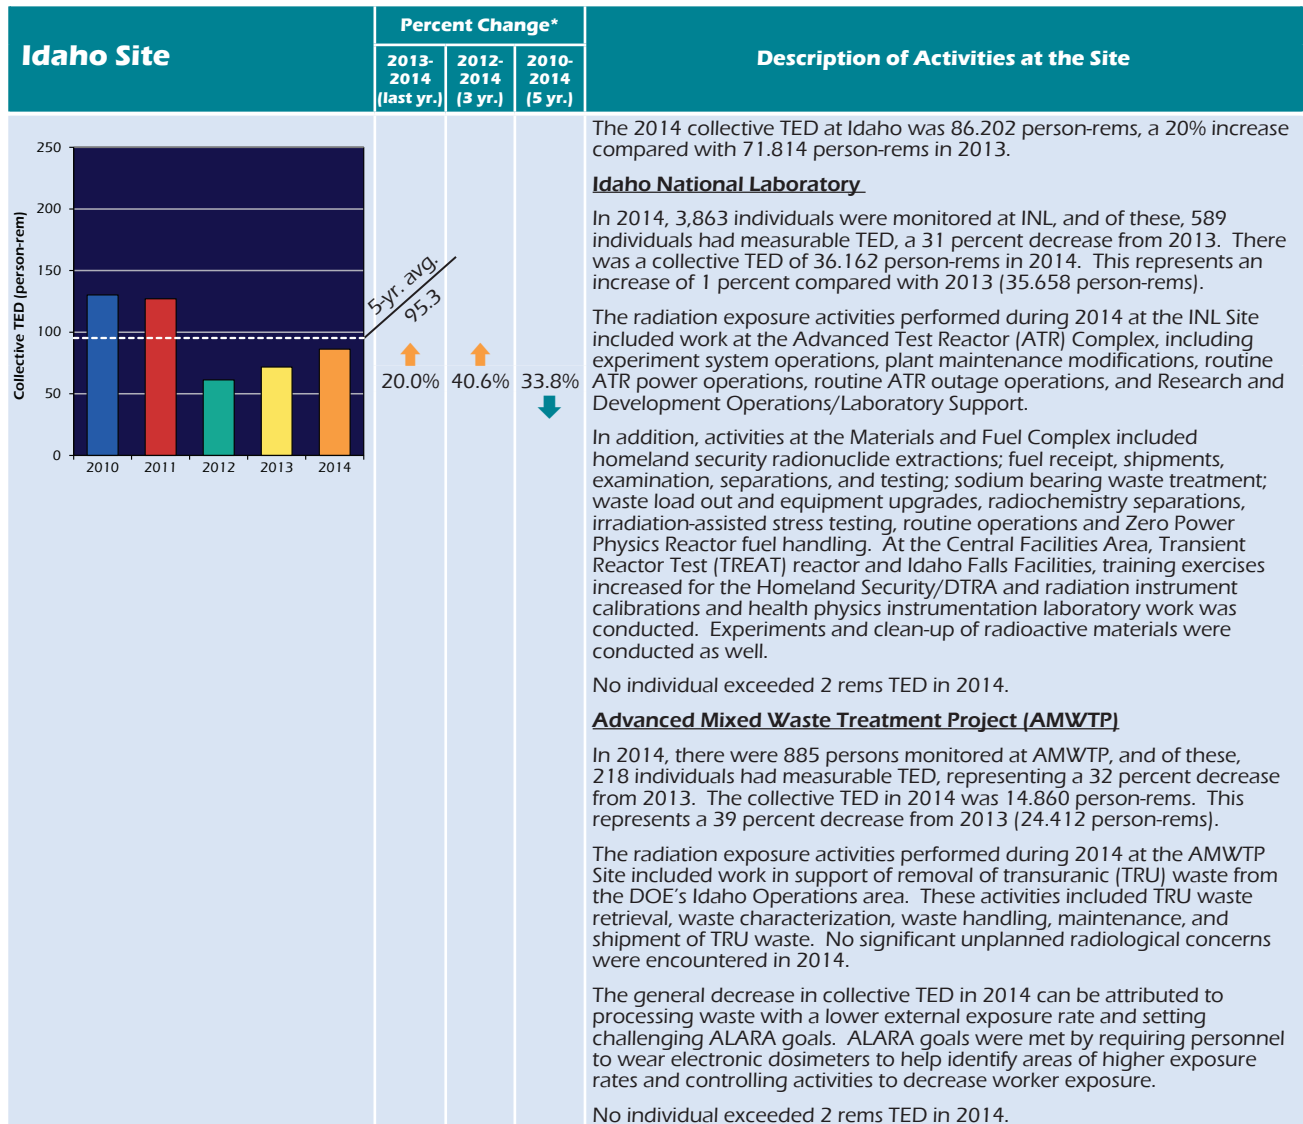 Idaho Site
Percent Change*
2013-
2014
(last yr.)
2012-
2014
(3 yr.)
2010-
2014
(5 yr.)
Description of Activities at the Site
Collective TED (person-rem)
250
200
150
100
50
0
2010 2011 2012 2013 2014
5-yr. avg.
95.3
20.0% 40.6% 33.8%
The 2014 collective TED at Idaho was 86.202 person-rems, a 20% increase
compared with 71.814 person-rems in 2013.
Idaho National Laboratory
In 2014, 3,863 individuals were monitored at INL, and of these, 589
individuals had measurable TED, a 31 percent decrease from 2013. There
was a collective TED of 36.162 person-rems in 2014. This represents an
increase of 1 percent compared with 2013 (35.658 person-rems).
The radiation exposure activities performed during 2014 at the INL Site
included work at the Advanced Test Reactor (ATR) Complex, including
experiment system operations, plant maintenance modifications, routine
ATR power operations, routine ATR outage operations, and Research and
Development Operations/Laboratory Support.
In addition, activities at the Materials and Fuel Complex included
homeland security radionuclide extractions; fuel receipt, shipments,
examination, separations, and testing; sodium bearing waste treatment;
waste load out and equipment upgrades, radiochemistry separations,
irradiation-assisted stress testing, routine operations and Zero Power
Physics Reactor fuel handling. At the Central Facilities Area, Transient
Reactor Test (TREAT) reactor and Idaho Falls Facilities, training exercises
increased for the Homeland Security/DTRA and radiation instrument
calibrations and health physics instrumentation laboratory work was
conducted. Experiments and clean-up of radioactive materials were
conducted as well.
No individual exceeded 2 rems TED in 2014.
Advanced Mixed Waste Treatment Project (AMWTP)
In 2014, there were 885 persons monitored at AMWTP, and of these,
218 individuals had measurable TED, representing a 32 percent decrease
from 2013. The collective TED in 2014 was 14.860 person-rems. This
represents a 39 percent decrease from 2013 (24.412 person-rems).
The radiation exposure activities performed during 2014 at the AMWTP
Site included work in support of removal of transuranic (TRU) waste from
the DOE's Idaho Operations area. These activities included TRU waste
retrieval, waste characterization, waste handling, maintenance, and
shipment of TRU waste. No significant unplanned radiological concerns
were encountered in 2014.
The general decrease in collective TED in 2014 can be attributed to
processing waste with a lower external exposure rate and setting
challenging ALARA goals. ALARA goals were met by requiring personnel
to wear electronic dosimeters to help identify areas of higher exposure
rates and controlling activities to decrease worker exposure.
No individual exceeded 2 rems TED in 2014.